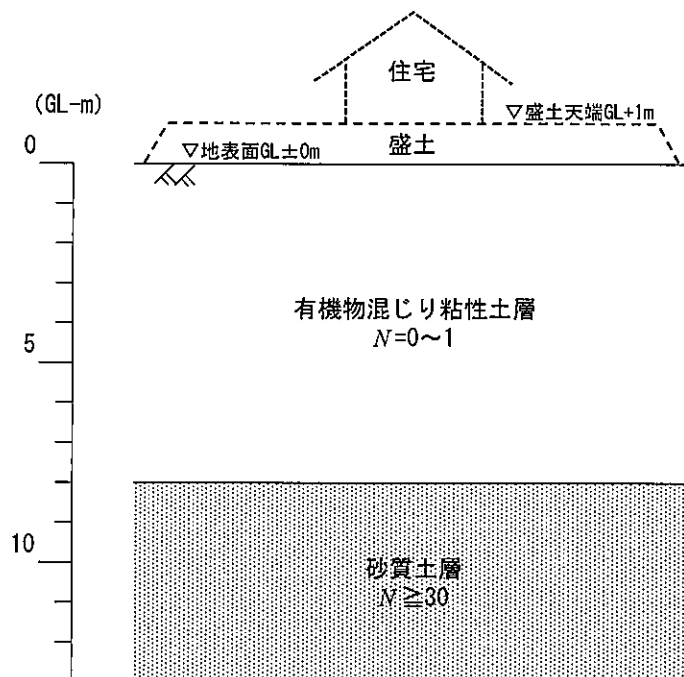 住宅
(GL-m)
▽盛土天端GL+1m
0
▽地表面GL±0m
盛土
有機物混じり粘性土層
N=0～1
5
10
砂質土層
N≧30